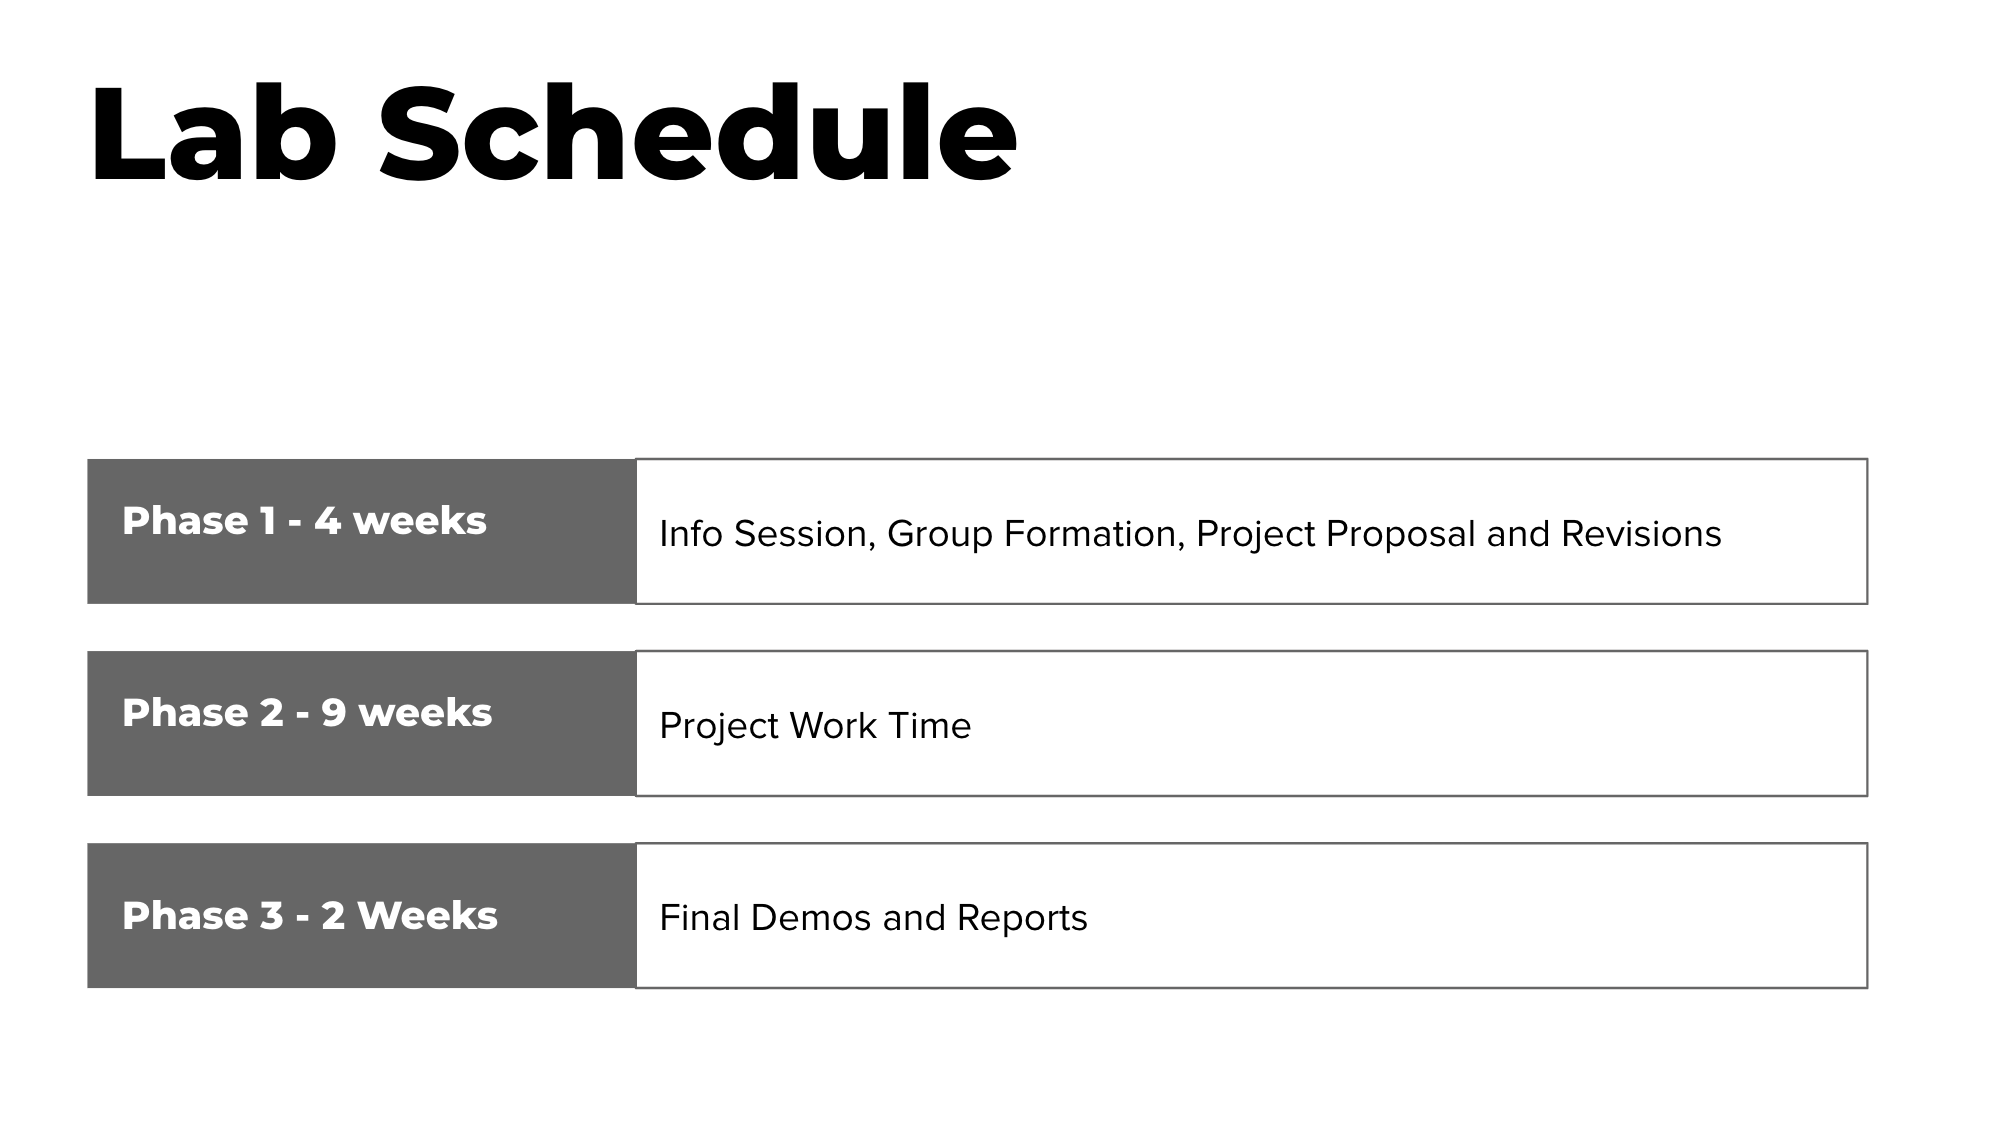 Lab Schedule
Phase 1 - 4 weeks
Info Session, Group Formation, Project Proposal and Revisions
Phase 2 - 9 weeks
Project Work Time
Phase 3 - 2 Weeks
Final Demos and Reports